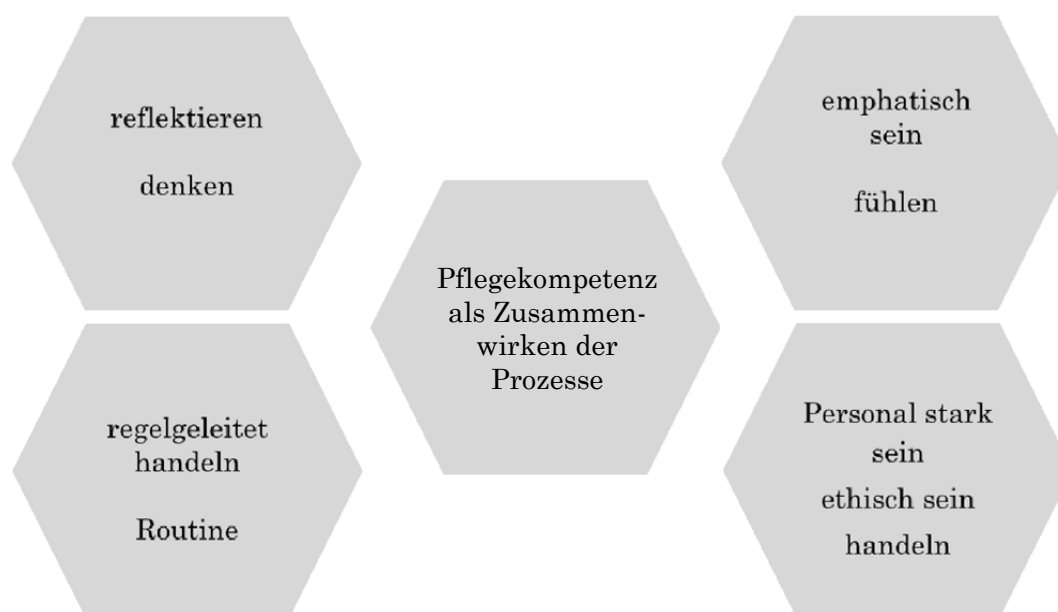 reflektieren
denken
emphatisch
sein
fühlen
Pflegekompetenz
als Zusammen-
wirken der
Prozesse
regelgeleitet
handeln
Routine
Personal stark
sein
ethisch sein
handeln